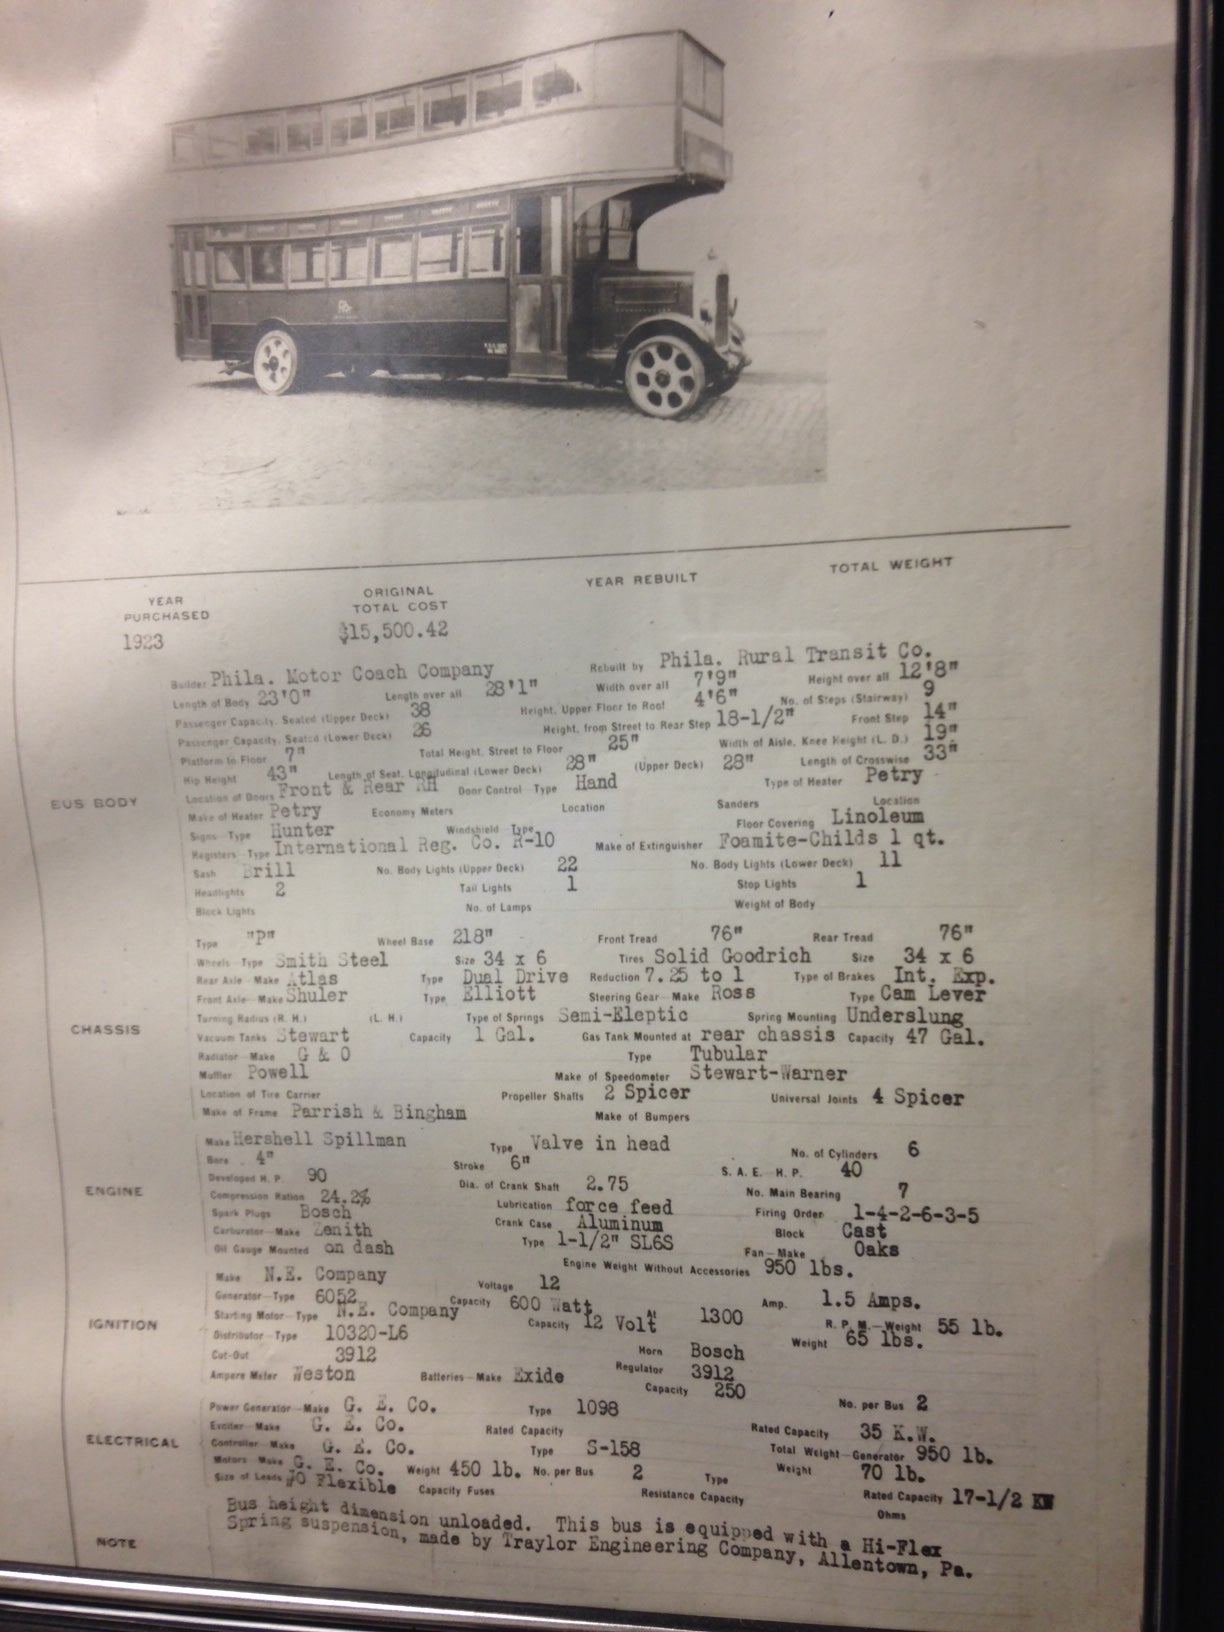 YEAR PURCHASED ORIGINAL TOTAL COST YEAR REBUILT TOTAL WEIGHT
1923 $15,500.42
Builder Phila. Motor Coach Company Rebuilt by Phila. Rural Transit Co.
Length of Body 23'0" Length over all 28'1" Width over all 7'9" Height over all 12'8"
Passenger Capacity, Seated (Upper Deck) 38 Height, Upper Floor to Roof 4'6" No. of Steps (Stairway) 9
Passenger Capacity, Seated (Lower Deck) 26 Height, from Street to Rear Step 18-1/2" Front Step 14"
Platform to Floor 7" Total Height, Street to Floor 25" Width of Aisle, Knee Height (L. D.) 19"
Hip Height 43" Length of Seat, Longitudinal (Lower Deck) 28" (Upper Deck) 28" Length of Crosswise 33"
BUS BODY
Location of Doors Front & Rear RH Door Control—Type Hand Type of Heater Petry
Make of Heater Petry Economy Meters Location Sanders Location
Signs—Type Hunter Windshield—Type Floor Covering Linoleum
Registers—Type International Reg. Co. R-10 Make of Extinguisher Foamite-Childs 1 qt.
Sash Brill No. Body Lights (Upper Deck) 22 No. Body Lights (Lower Deck) 11
Headlights 2 Tail Lights 1 Stop Lights 1
Block Lights No. of Lamps Weight of Body
Type "P" Wheel Base 218" Front Tread 76" Rear Tread 76"
Wheels—Type Smith Steel Size 34 x 6 Tires Solid Goodrich Size 34 x 6
Rear Axle—Make Atlas Type Dual Drive Reduction 7.25 to 1 Type of Brakes Int. Exp.
Front Axle—Make Shuler Type Elliott Steering Gear—Make Ross Type Cam Lever
CHASSIS
Turning Radius (R. H.) (L. H.) Type of Springs Semi-Eleptic Spring Mounting Underslung
Vacuum Tanks Stewart Capacity 1 Gal. Gas Tank Mounted at rear chassis Capacity 47 Gal.
Radiator—Make G & O Type Tubular
Muffler Powell Make of Speedometer Stewart-Warner
Location of Tire Carrier Propeller Shafts 2 Spicer Universal Joints 4 Spicer
Make of Frame Parrish & Bingham Make of Bumpers
Make Hershell Spillman Type Valve in head No. of Cylinders 6
Bore 4" Stroke 6" S. A. E.—H. P. 40
Developed H. P. 90 Dia. of Crank Shaft 2.75 No. Main Bearing 7
ENGINE
Compression Ration 24.2% Lubrication force feed Firing Order 1-4-2-6-3-5
Spark Plugs Bosch Crank Case Aluminum Block Cast
Carburetor—Make Zenith Type 1-1/2" SL6S Fan—Make Oaks
Oil Gauge Mounted on dash Engine Weight Without Accessories 950 lbs.
Make N.E. Company Voltage 12 Amp. 1.5 Amps.
Generator—Type 6052 Capacity 600 Watt At 1300 R. P. M.—Weight 55 lb.
IGNITION
Starting Motor—Type N.E. Company Capacity 12 Volt Weight 65 lbs.
Distributor—Type 10320-L6 Horn Bosch
Cut-Out 3912 Regulator 3912
Ampere Meter Weston Batteries—Make Exide Capacity 250
Power Generator—Make G. E. Co. Type 1098 No. per Bus 2
Exciter—Make G. E. Co. Rated Capacity Rated Capacity 35 K.W.
ELECTRICAL
Controller—Make G. E. Co. Type S-158 Total Weight—Generator 950 lb.
Motors—Make G. E. Co. Weight 450 lb. No. per Bus 2 Type Weight 70 lb.
Size of Leads #0 Flexible Capacity Fuses Resistance Capacity Rated Capacity 17-1/2 KW
Ohms
NOTE
Bus height dimension unloaded. This bus is equipped with a Hi-Flex
Spring suspension, made by Traylor Engineering Company, Allentown, Pa.